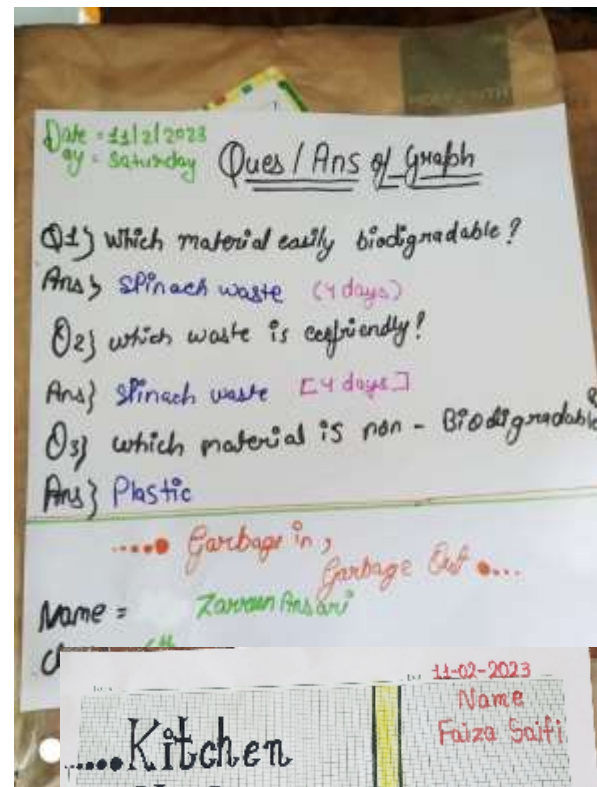 Date = 11/2/2023
ay = Saturday
Ques / Ans of Graph
Q1} Which material easily biodigradable?
Ans} Spinach waste (4 days)
Q2} which waste is ecofriendly?
Ans} Spinach waste [4 days]
Q3} which material is non - Biodigradable
Ans} Plastic
Garbage in,
Garbage Out
Name = Zaroun Ansari
11-02-2023
Name
Faiza Saifi
.....Kitchen